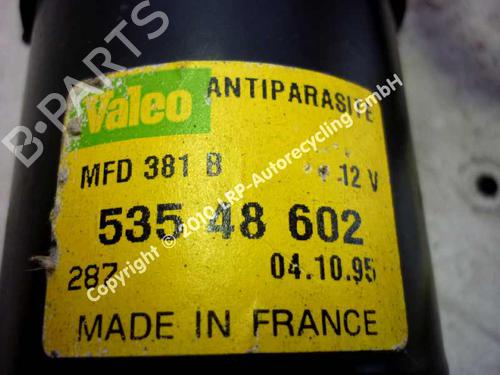 Valeo ANTIPARASITE
MFD 381 B 12 V
535 48 602
287 04.10.95
MADE IN FRANCE
B-PARTS
Copyright © 2010 LRP-Autorecycling GmbH